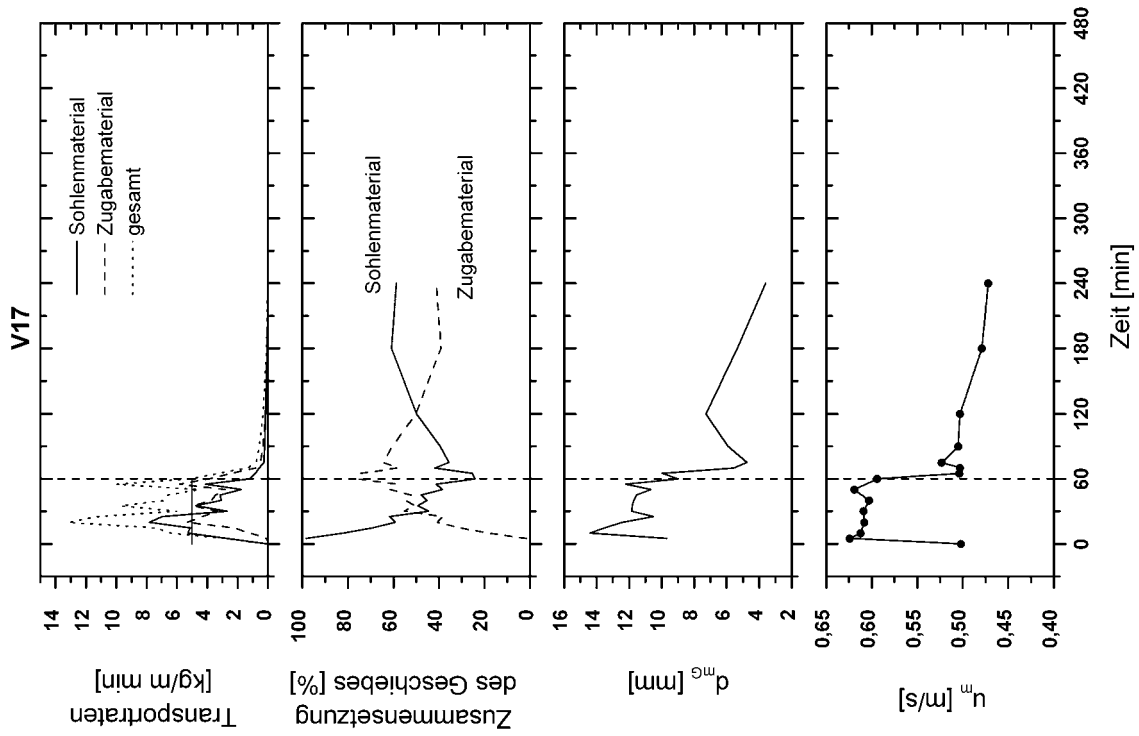 V17
Transportraten
[kg/m min]
14
12
10
8
6
4
2
0
Sohlenmaterial
Zugabematerial
gesamt
Zusammensetzung
des Geschiebes [%]
100
80
60
40
20
0
Sohlenmaterial
Zugabematerial
d_mG [mm]
16
14
12
10
8
6
4
2
u_m [m/s]
0,65
0,60
0,55
0,50
0,45
0,40
0 60 120 180 240 300 360 420 480
Zeit [min]